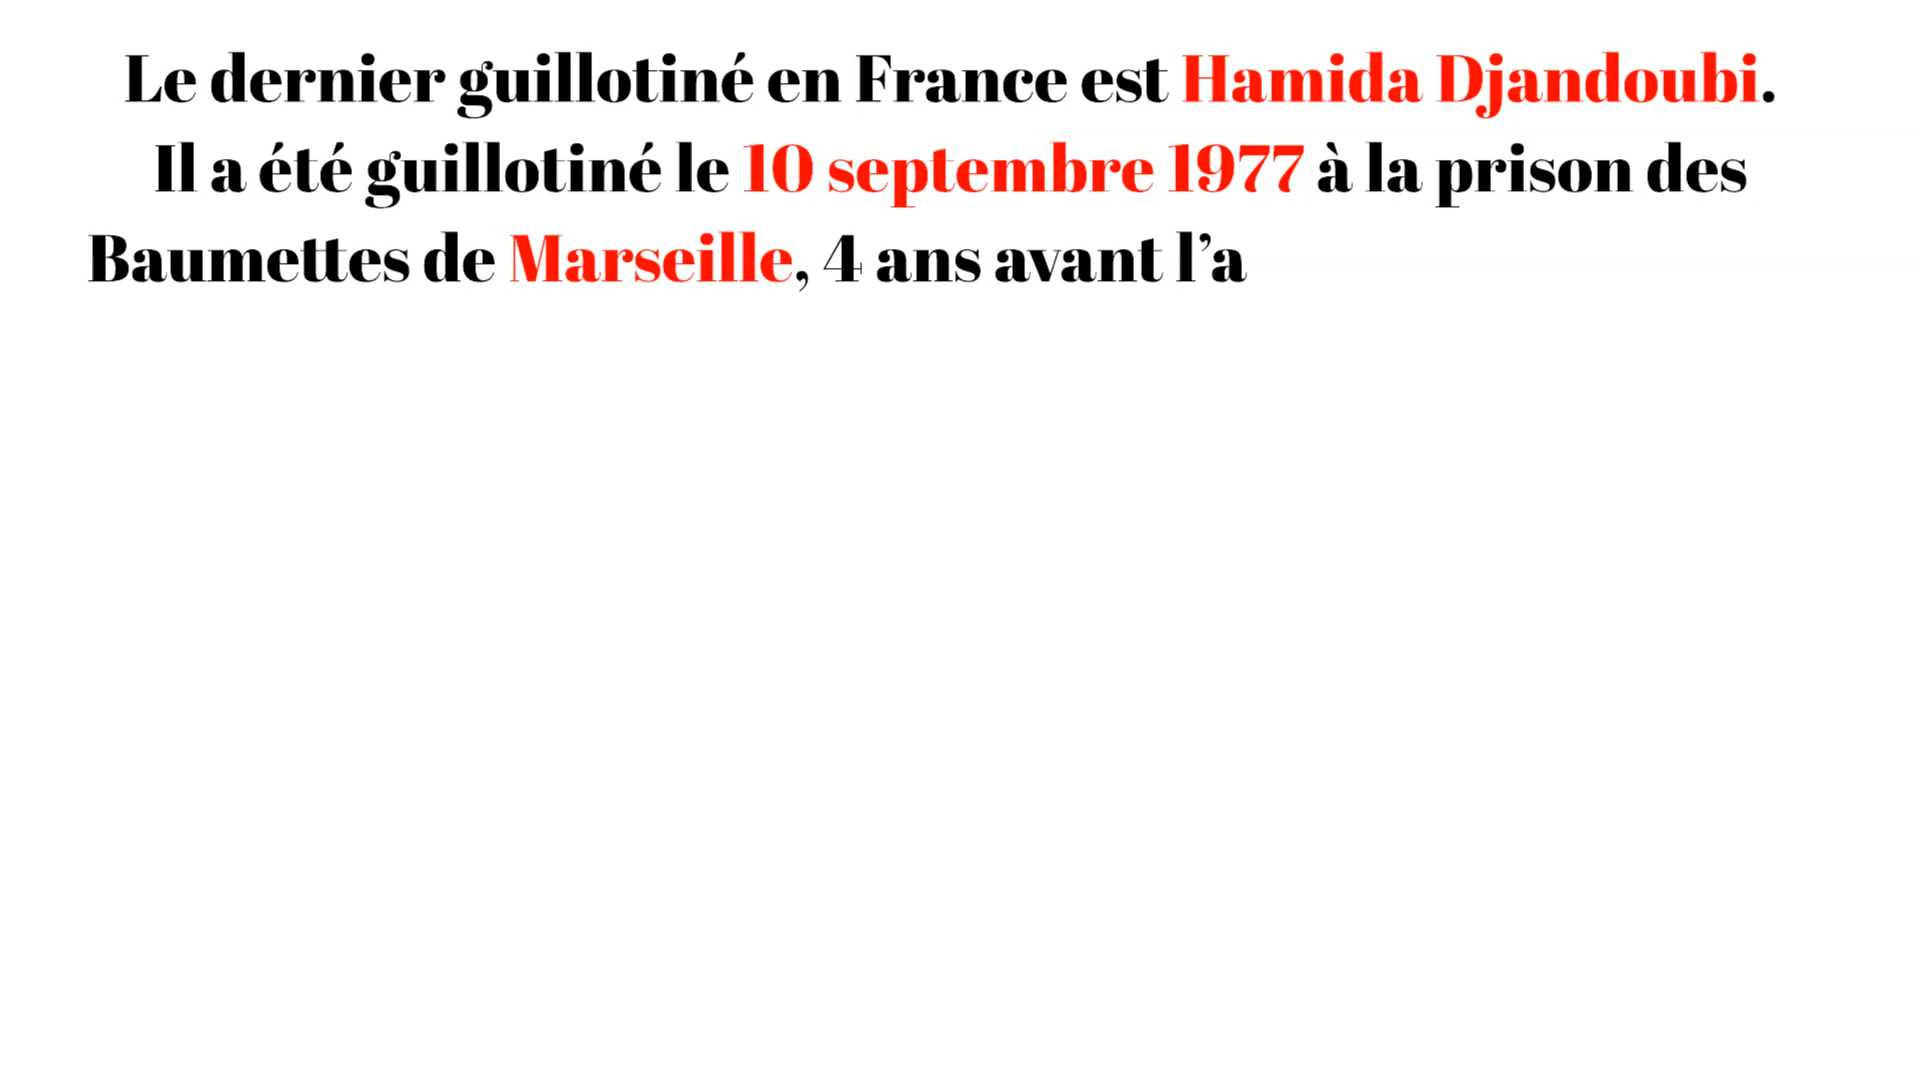 Le dernier guillotiné en France est Hamida Djandoubi.
Il a été guillotiné le 10 septembre 1977 à la prison des
Baumettes de Marseille, 4 ans avant l’a